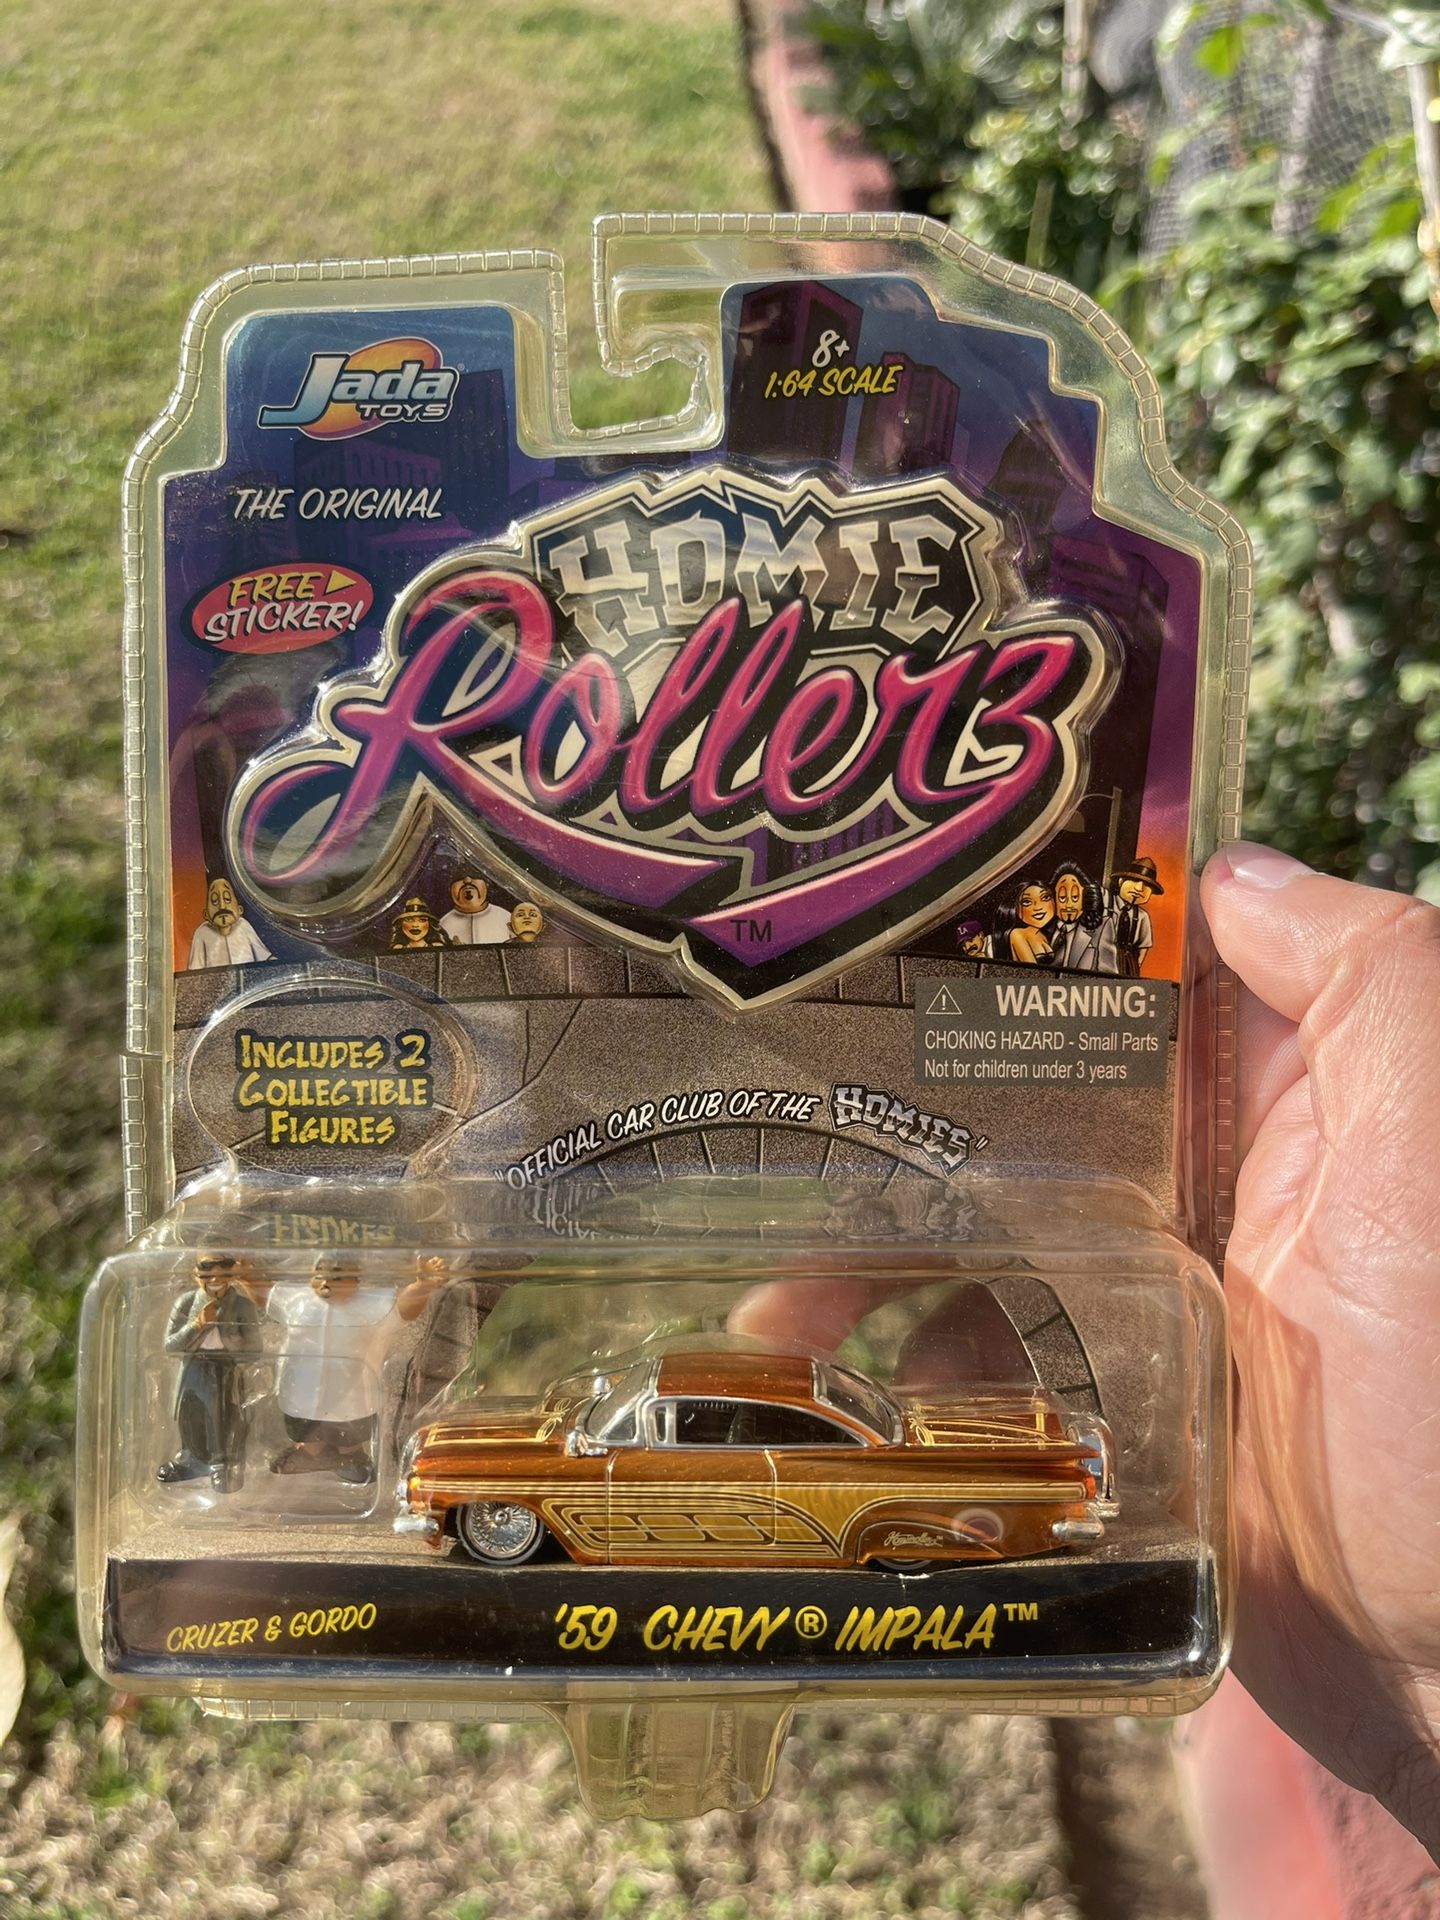 Jada
TOYS
8+
1:64 SCALE
THE ORIGINAL
HOMIE
Rollerz
FREE
STICKER!
TM
WARNING:
CHOKING HAZARD - Small Parts
Not for children under 3 years
INCLUDES 2
COLLECTIBLE
FIGURES
"OFFICIAL CAR CLUB OF THE HOMIES"
CRUZER & GORDO
'59 CHEVY® IMPALA™